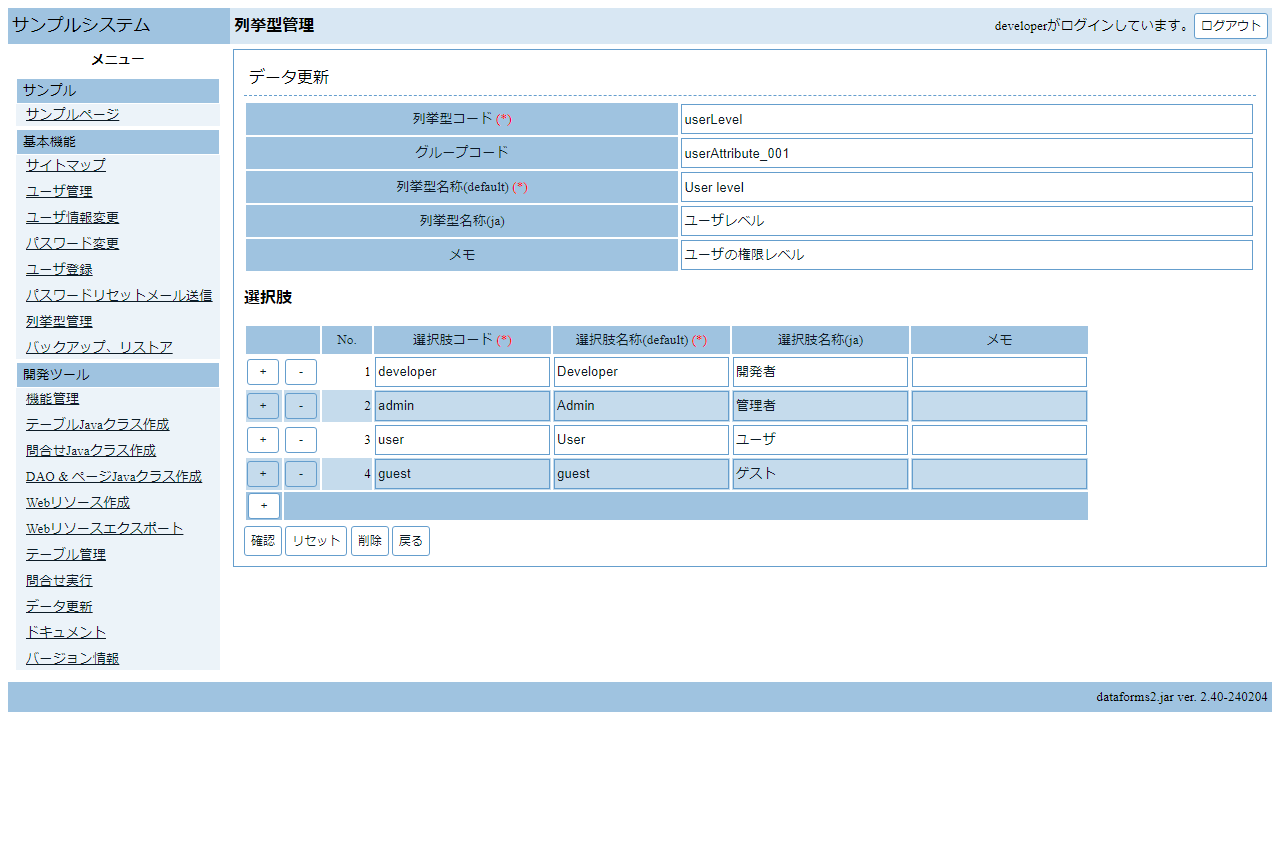 サンプルシステム
列挙型管理
developerがログインしています。 ログアウト
メニュー
サンプル
サンプルページ
基本機能
サイトマップ
ユーザ管理
ユーザ情報変更
パスワード変更
ユーザ登録
パスワードリセットメール送信
列挙型管理
バックアップ、リストア
開発ツール
機能管理
テーブルJavaクラス作成
問合せJavaクラス作成
DAO & ページJavaクラス作成
Webリソース作成
Webリソースエクスポート
テーブル管理
問合せ実行
データ更新
ドキュメント
バージョン情報
データ更新
列挙型コード (*) userLevel
グループコード userAttribute_001
列挙型名称(default) (*) User level
列挙型名称(ja) ユーザレベル
メモ ユーザの権限レベル
選択肢
No. 選択肢コード (*) 選択肢名称(default) (*) 選択肢名称(ja) メモ
+ - 1 developer Developer 開発者
+ - 2 admin Admin 管理者
+ - 3 user User ユーザ
+ - 4 guest guest ゲスト
+
確認 リセット 削除 戻る
dataforms2.jar ver. 2.40-240204